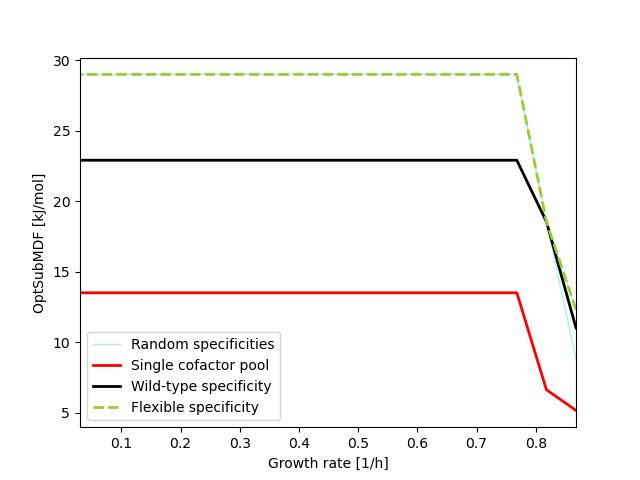 30
25
20
15
10
5
OptSubMDF [kJ/mol]
Random specificities
Single cofactor pool
Wild-type specificity
Flexible specificity
0.1 0.2 0.3 0.4 0.5 0.6 0.7 0.8
Growth rate [1/h]